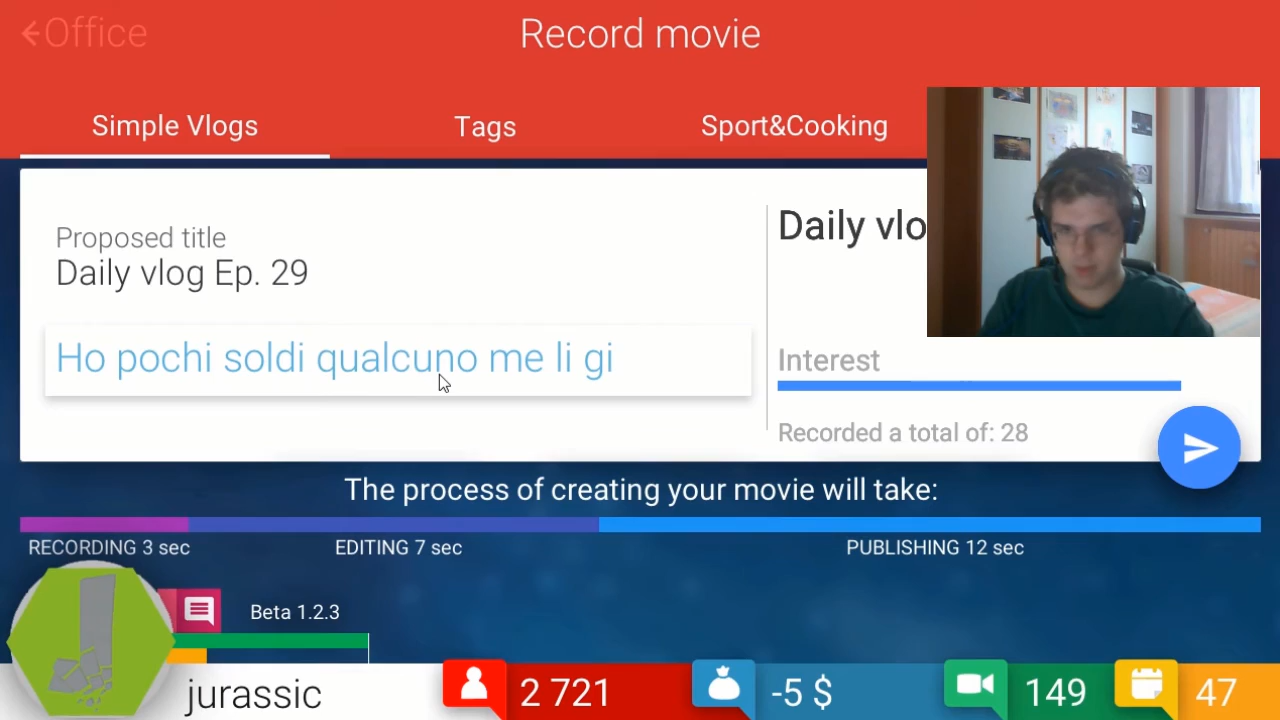 Office
Record movie
Simple Vlogs
Tags
Sport&Cooking
Proposed title
Daily vlog Ep. 29
Ho pochi soldi qualcuno me li gi
Daily vlo
Interest
Recorded a total of: 28
The process of creating your movie will take:
RECORDING 3 sec
EDITING 7 sec
PUBLISHING 12 sec
Beta 1.2.3
jurassic
2 721
-5 $
149
47